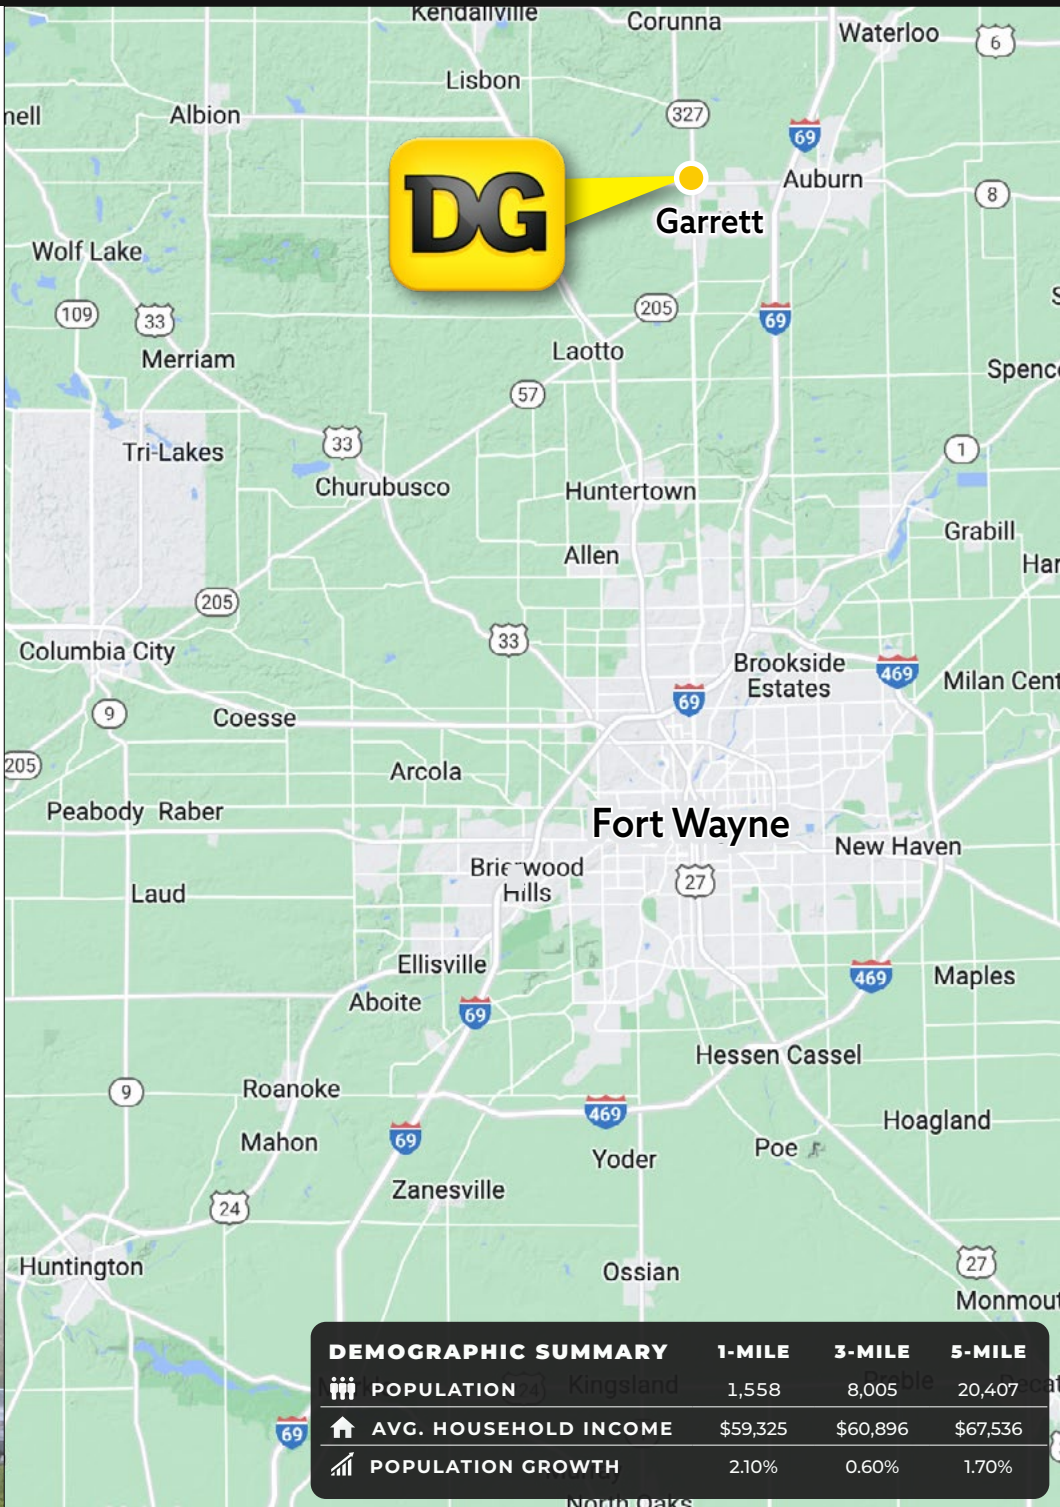 Kendallville
Corunna
Waterloo
6
Lisbon
Albion
327
69
DG
Auburn
8
Garrett
Wolf Lake
109
33
205
69
Merriam
Laotto
57
Tri-Lakes
33
1
Churubusco
Huntertown
Grabill
Allen
205
33
Columbia City
Brookside
Estates
469
69
9
Coesse
205
Arcola
Peabody
Raber
Fort Wayne
New Haven
27
Hills
Laud
Ellisville
469
Maples
Aboite
69
Hessen Cassel
Roanoke
9
469
Hoagland
Mahon
69
Poe
Yoder
Zanesville
24
Huntington
27
Ossian
DEMOGRAPHIC SUMMARY 1-MILE 3-MILE 5-MILE
POPULATION 1,558 8,005 20,407
24 Kingsland
AVG. HOUSEHOLD INCOME $59,325 $60,896 $67,536
69
POPULATION GROWTH 2.10% 0.60% 1.70%
North Oaks